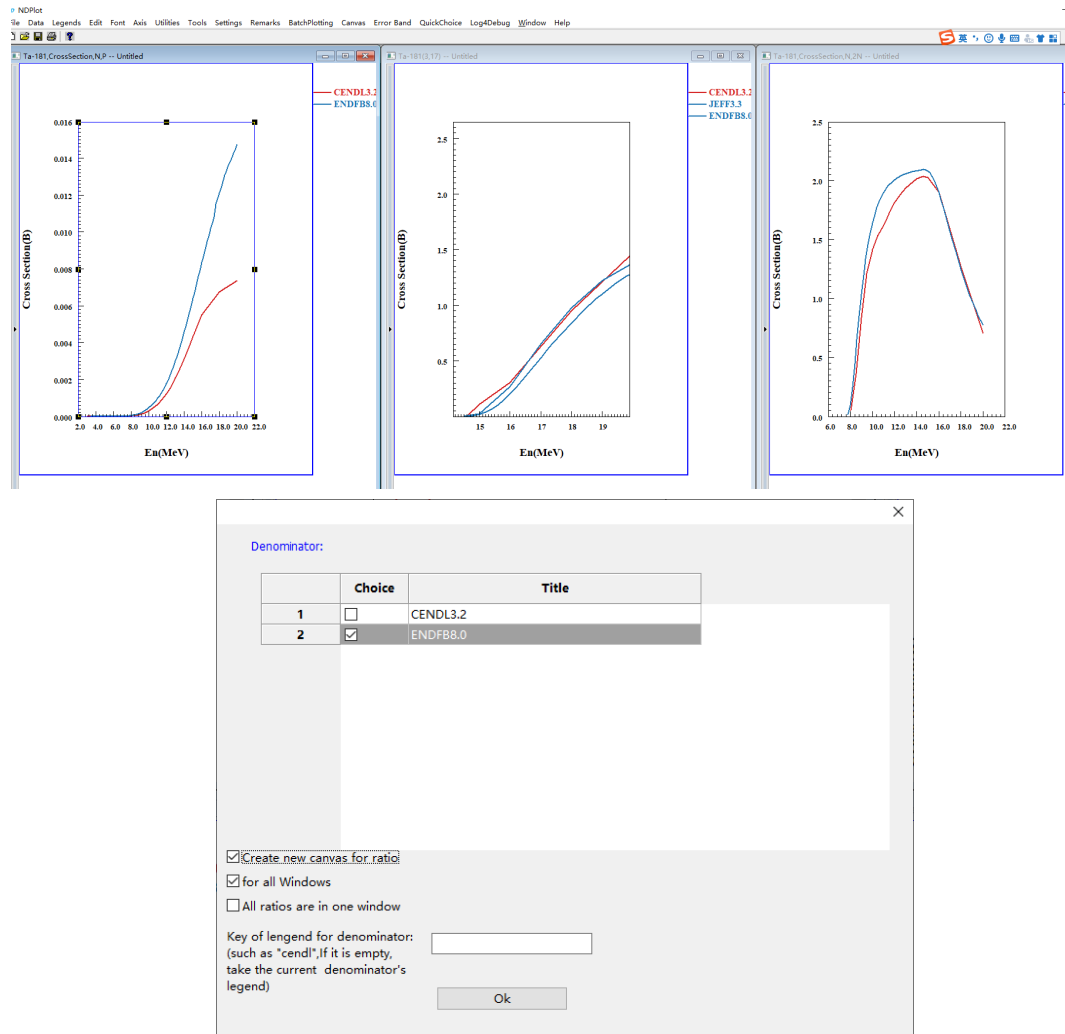 NDPlot
File Data Legends Edit Font Axis Utilities Tools Settings Remarks BatchPlotting Canvas Error Band QuickChoice Log4Debug Window Help
英
Ta-181,CrossSection,N,P -- Untitled
CENDL3.2
ENDFB8.0
0.016
0.014
0.012
0.010
0.008
0.006
0.004
0.002
0.000
Cross Section(B)
2.0 4.0 6.0 8.0 10.0 12.0 14.0 16.0 18.0 20.0 22.0
En(MeV)
Ta-181(3,17) -- Untitled
CENDL3.2
JEFF3.3
ENDFB8.0
2.5
2.0
1.5
1.0
0.5
Cross Section(B)
15 16 17 18 19
En(MeV)
Ta-181,CrossSection,N,2N -- Untitled
2.5
2.0
1.5
1.0
0.5
0.0
Cross Section(B)
6.0 8.0 10.0 12.0 14.0 16.0 18.0 20.0 22.0
En(MeV)
Denominator:
Choice Title
1 CENDL3.2
2 ENDFB8.0
Create new canvas for ratio
for all Windows
All ratios are in one window
Key of lengend for denominator:
(such as "cendl",If it is empty,
take the current denominator's
legend)
Ok